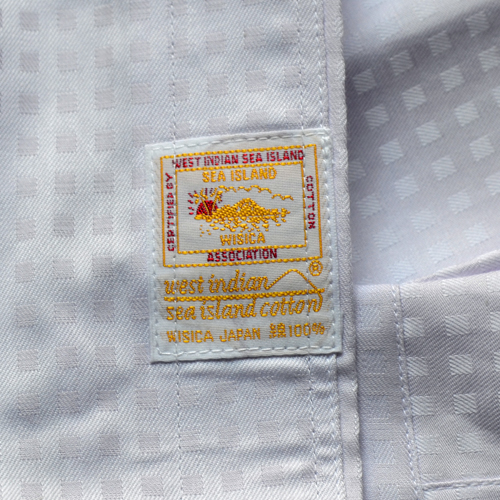 WEST INDIAN SEA ISLAND
CERTIFIED BY
SEA ISLAND
COTTON
WISICA
ASSOCIATION
west indian
®
sea island cotton
WISICA JAPAN 綿100%